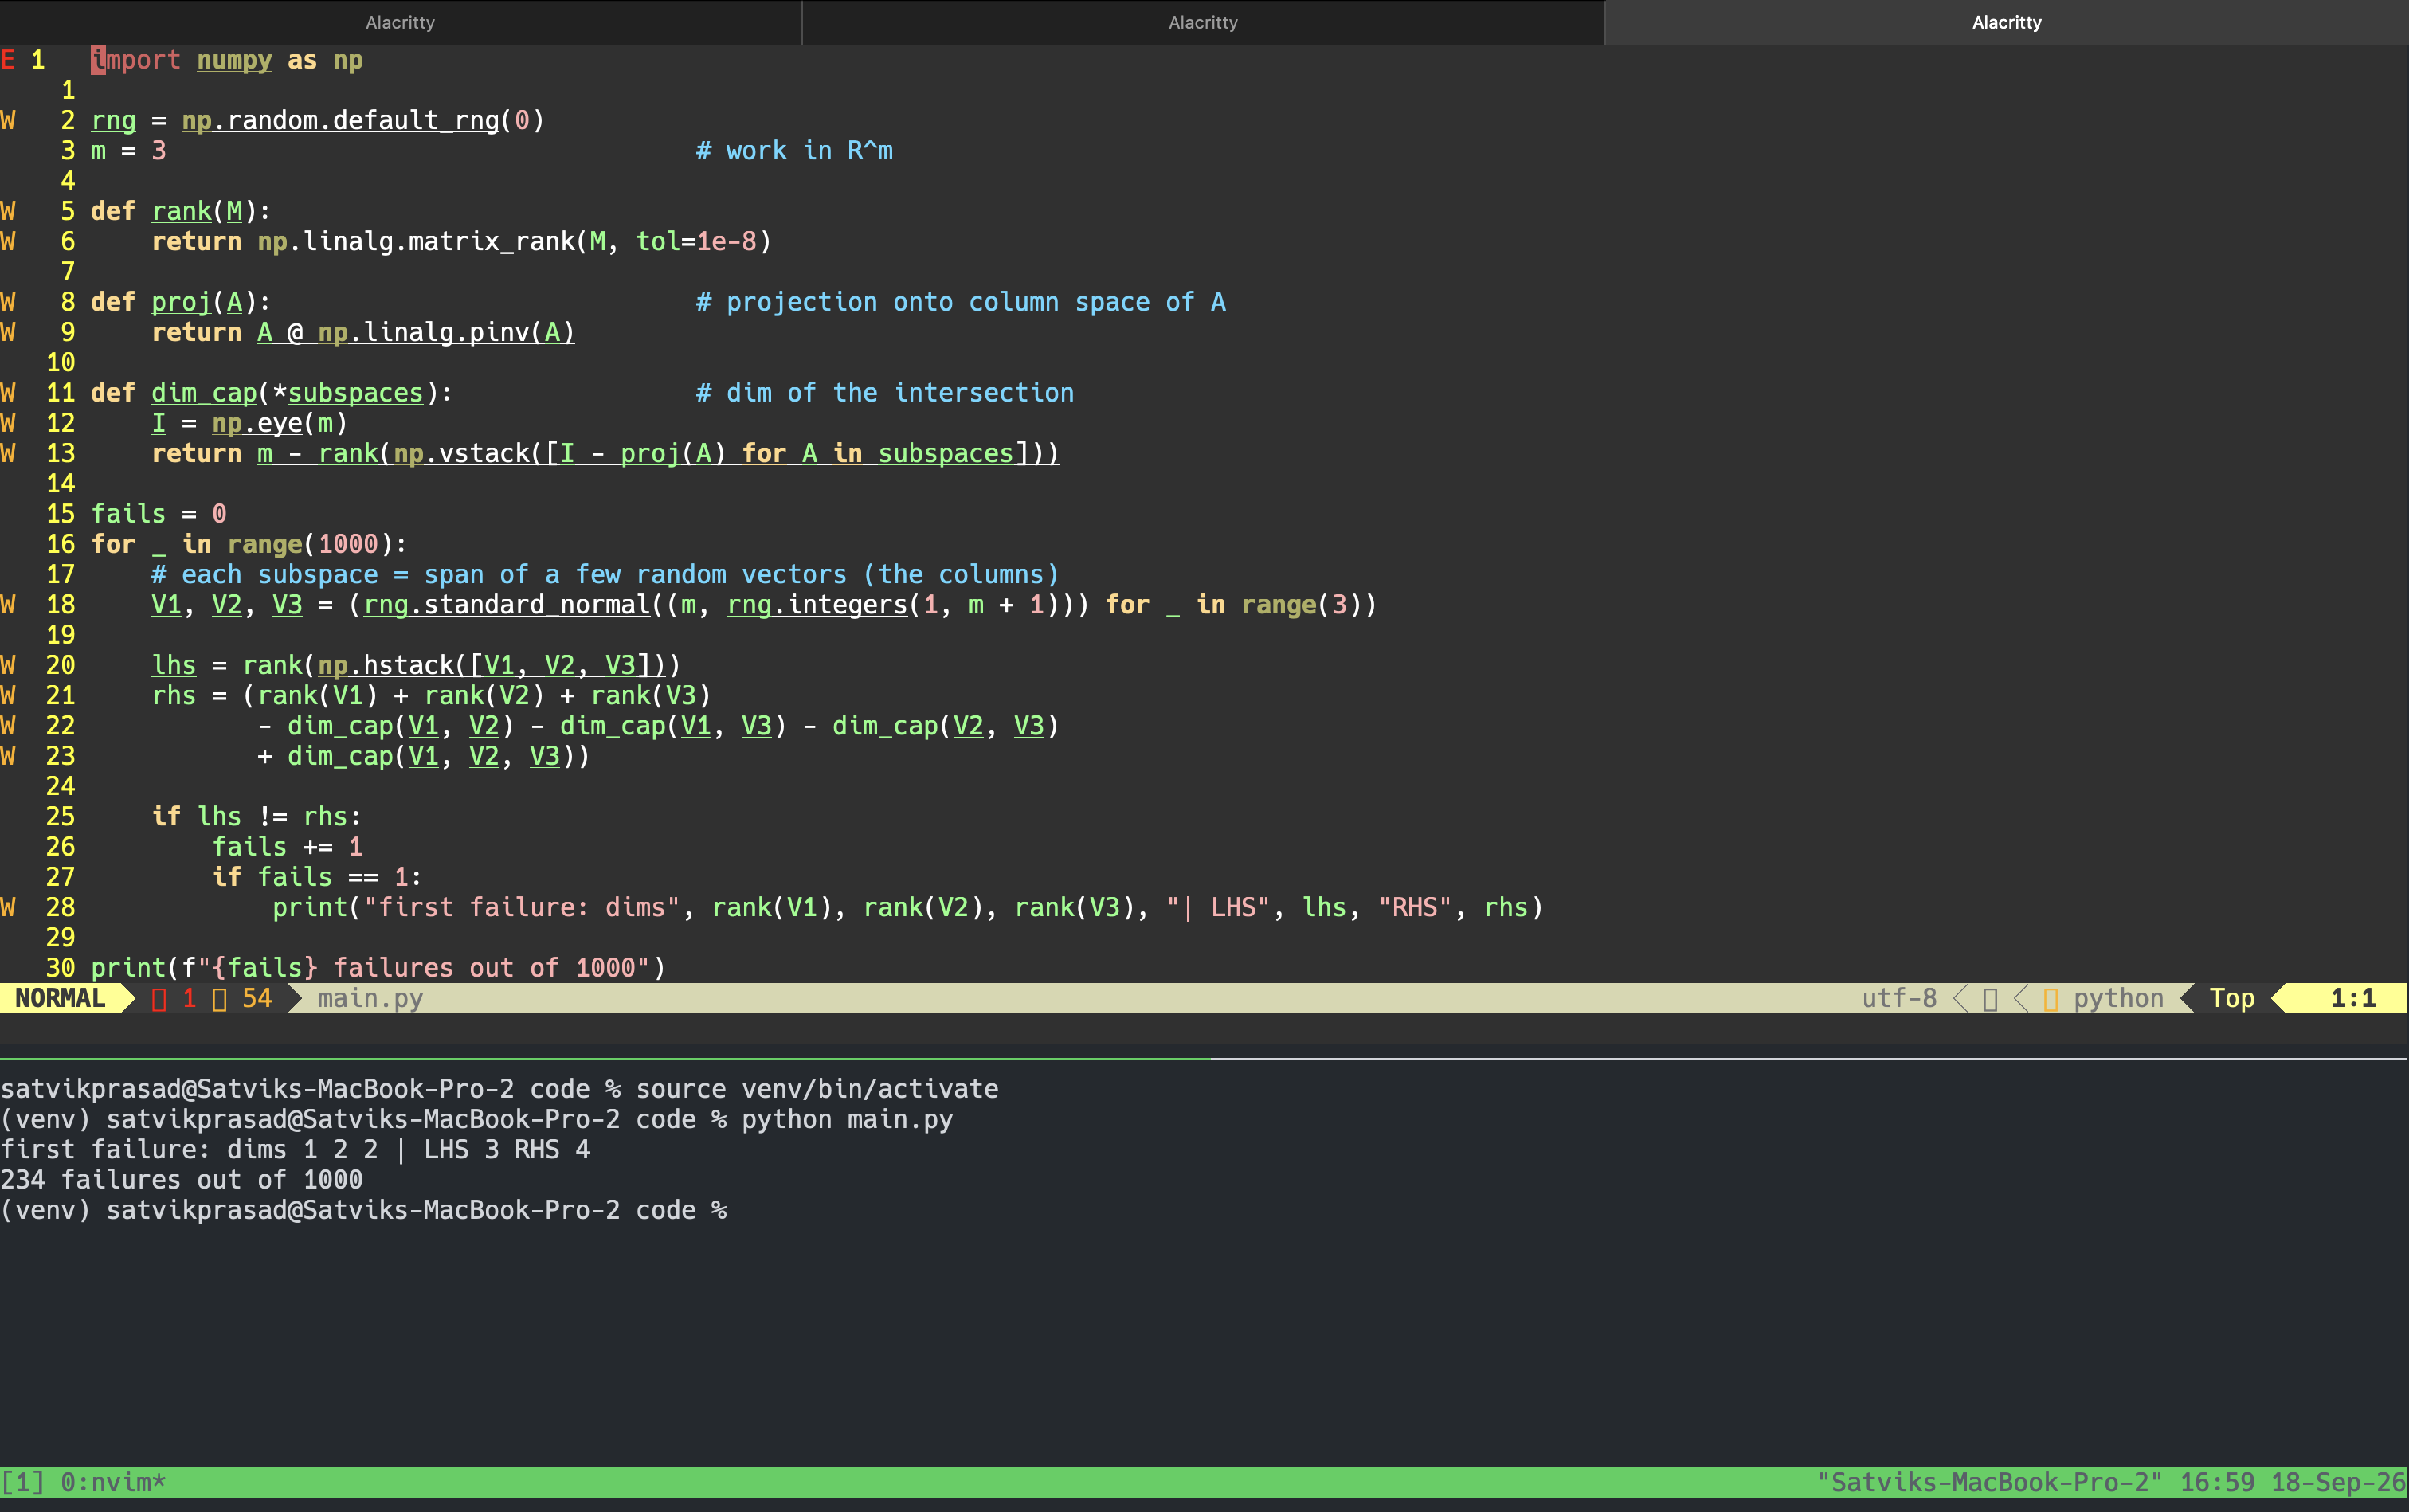 Alacritty Alacritty Alacritty
E 1 import numpy as np
1
W 2 rng = np.random.default_rng(0)
3 m = 3 # work in R^m
4
W 5 def rank(M):
W 6 return np.linalg.matrix_rank(M, tol=1e-8)
7
W 8 def proj(A): # projection onto column space of A
W 9 return A @ np.linalg.pinv(A)
10
W 11 def dim_cap(*subspaces): # dim of the intersection
W 12 I = np.eye(m)
W 13 return m - rank(np.vstack([I - proj(A) for A in subspaces]))
14
15 fails = 0
16 for _ in range(1000):
17 # each subspace = span of a few random vectors (the columns)
W 18 V1, V2, V3 = (rng.standard_normal((m, rng.integers(1, m + 1))) for _ in range(3))
19
W 20 lhs = rank(np.hstack([V1, V2, V3]))
W 21 rhs = (rank(V1) + rank(V2) + rank(V3)
W 22 - dim_cap(V1, V2) - dim_cap(V1, V3) - dim_cap(V2, V3)
W 23 + dim_cap(V1, V2, V3))
24
25 if lhs != rhs:
26 fails += 1
27 if fails == 1:
W 28 print("first failure: dims", rank(V1), rank(V2), rank(V3), "| LHS", lhs, "RHS", rhs)
29
30 print(f"{fails} failures out of 1000")
NORMAL 1 54 main.py utf-8 python Top 1:1
satvikprasad@Satviks-MacBook-Pro-2 code % source venv/bin/activate
(venv) satvikprasad@Satviks-MacBook-Pro-2 code % python main.py
first failure: dims 1 2 2 | LHS 3 RHS 4
234 failures out of 1000
(venv) satvikprasad@Satviks-MacBook-Pro-2 code %
[1] 0:nvim* "Satviks-MacBook-Pro-2" 16:59 18-Sep-26